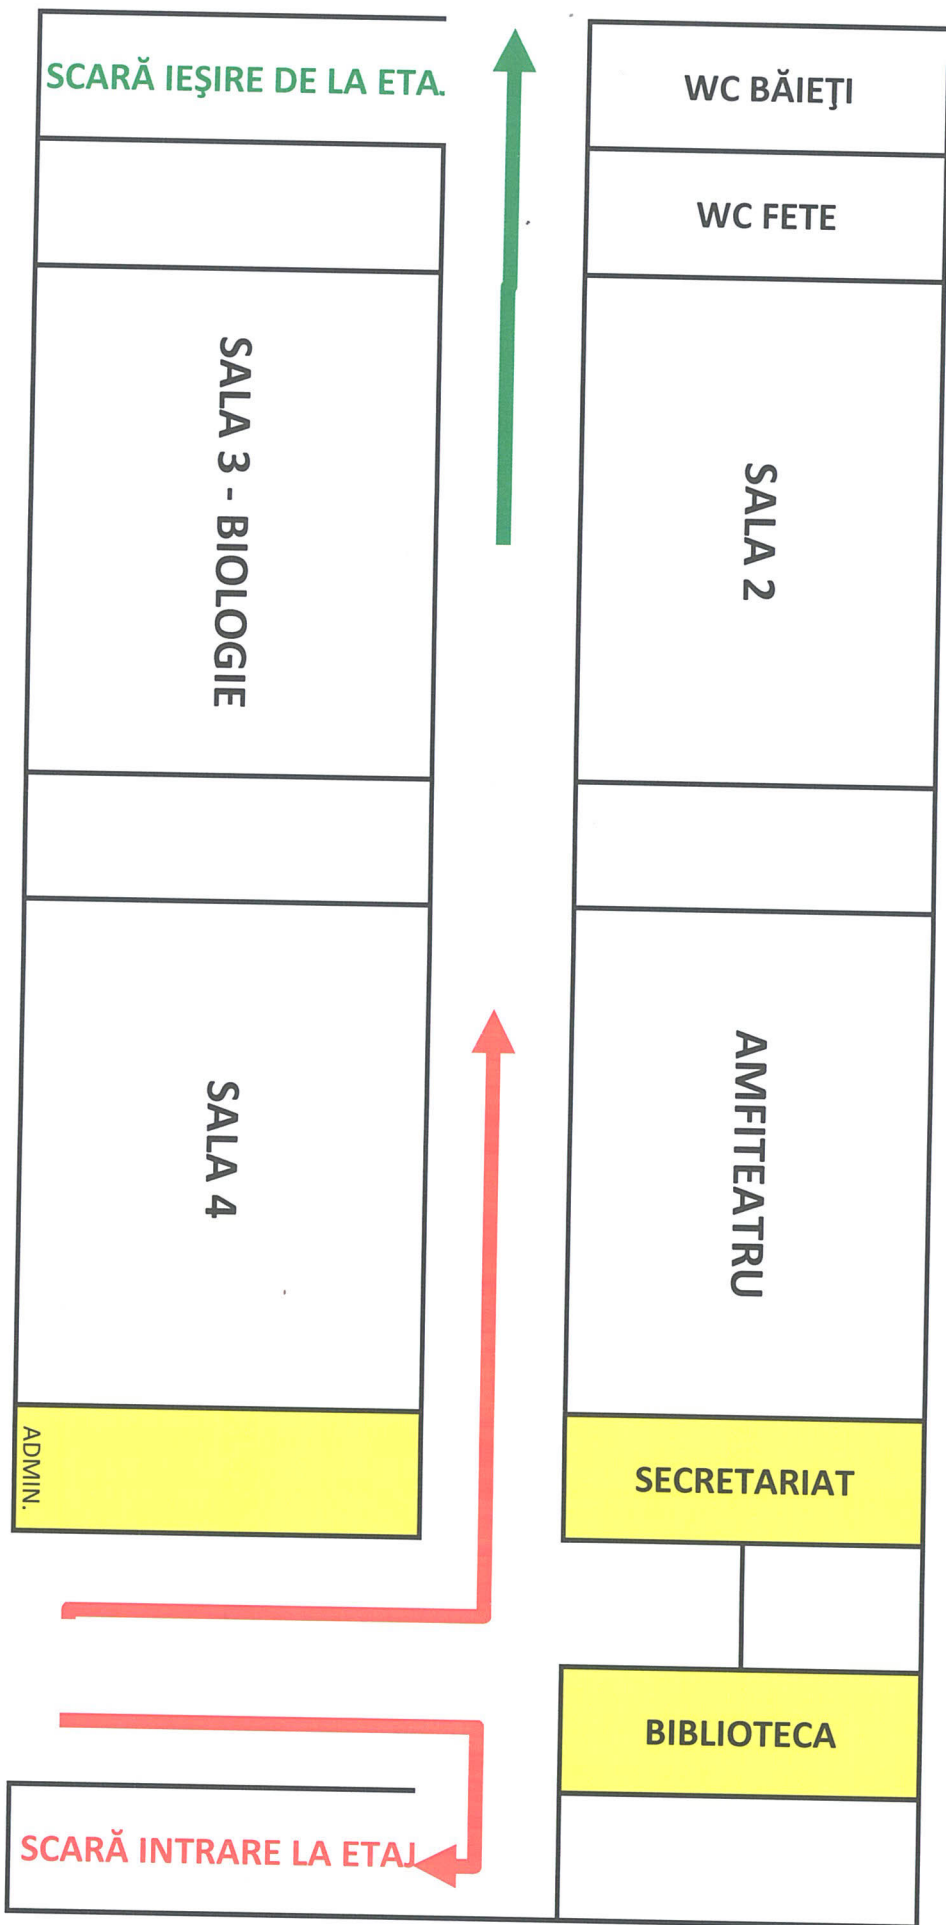 SCARĂ IEŞIRE DE LA ETA.
WC BĂIEŢI
WC FETE
SALA 3 - BIOLOGIE
SALA 2
SALA 4
AMFITEATRU
ADMIN.
SECRETARIAT
BIBLIOTECA
SCARĂ INTRARE LA ETAJ